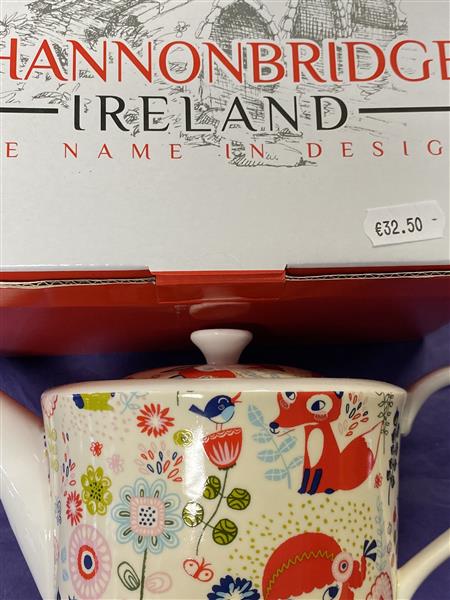 HANNONBRIDGE
IRELAND
E NAME IN DESIG
€32.50